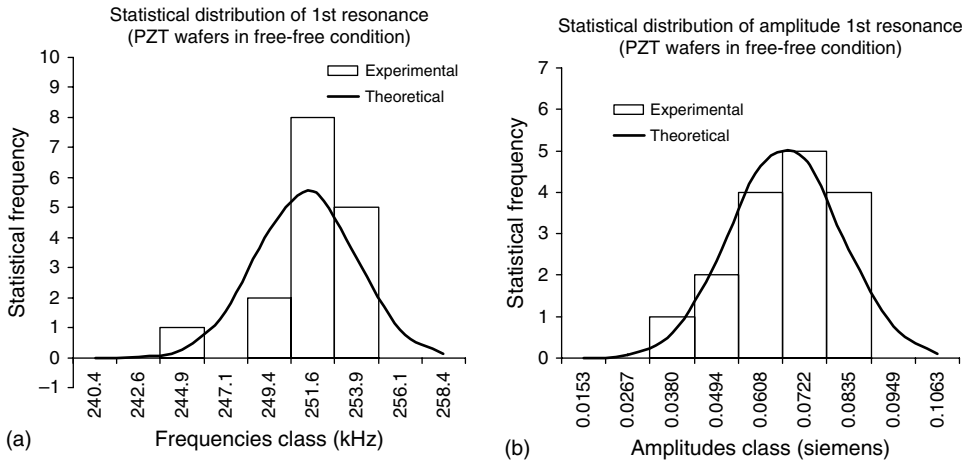 Statistical distribution of 1st resonance
(PZT wafers in free-free condition)
10
9
8
7
6
5
4
3
2
1
0
–1
Statistical frequency
Experimental
Theoretical
240.4
242.6
244.9
247.1
249.4
251.6
253.9
256.1
258.4
(a)
Frequencies class (kHz)
Statistical distribution of amplitude 1st resonance
(PZT wafers in free-free condition)
7
6
5
4
3
2
1
0
Statistical frequency
Experimental
Theoretical
0.0153
0.0267
0.0380
0.0494
0.0608
0.0722
0.0835
0.0949
0.1063
(b)
Amplitudes class (siemens)